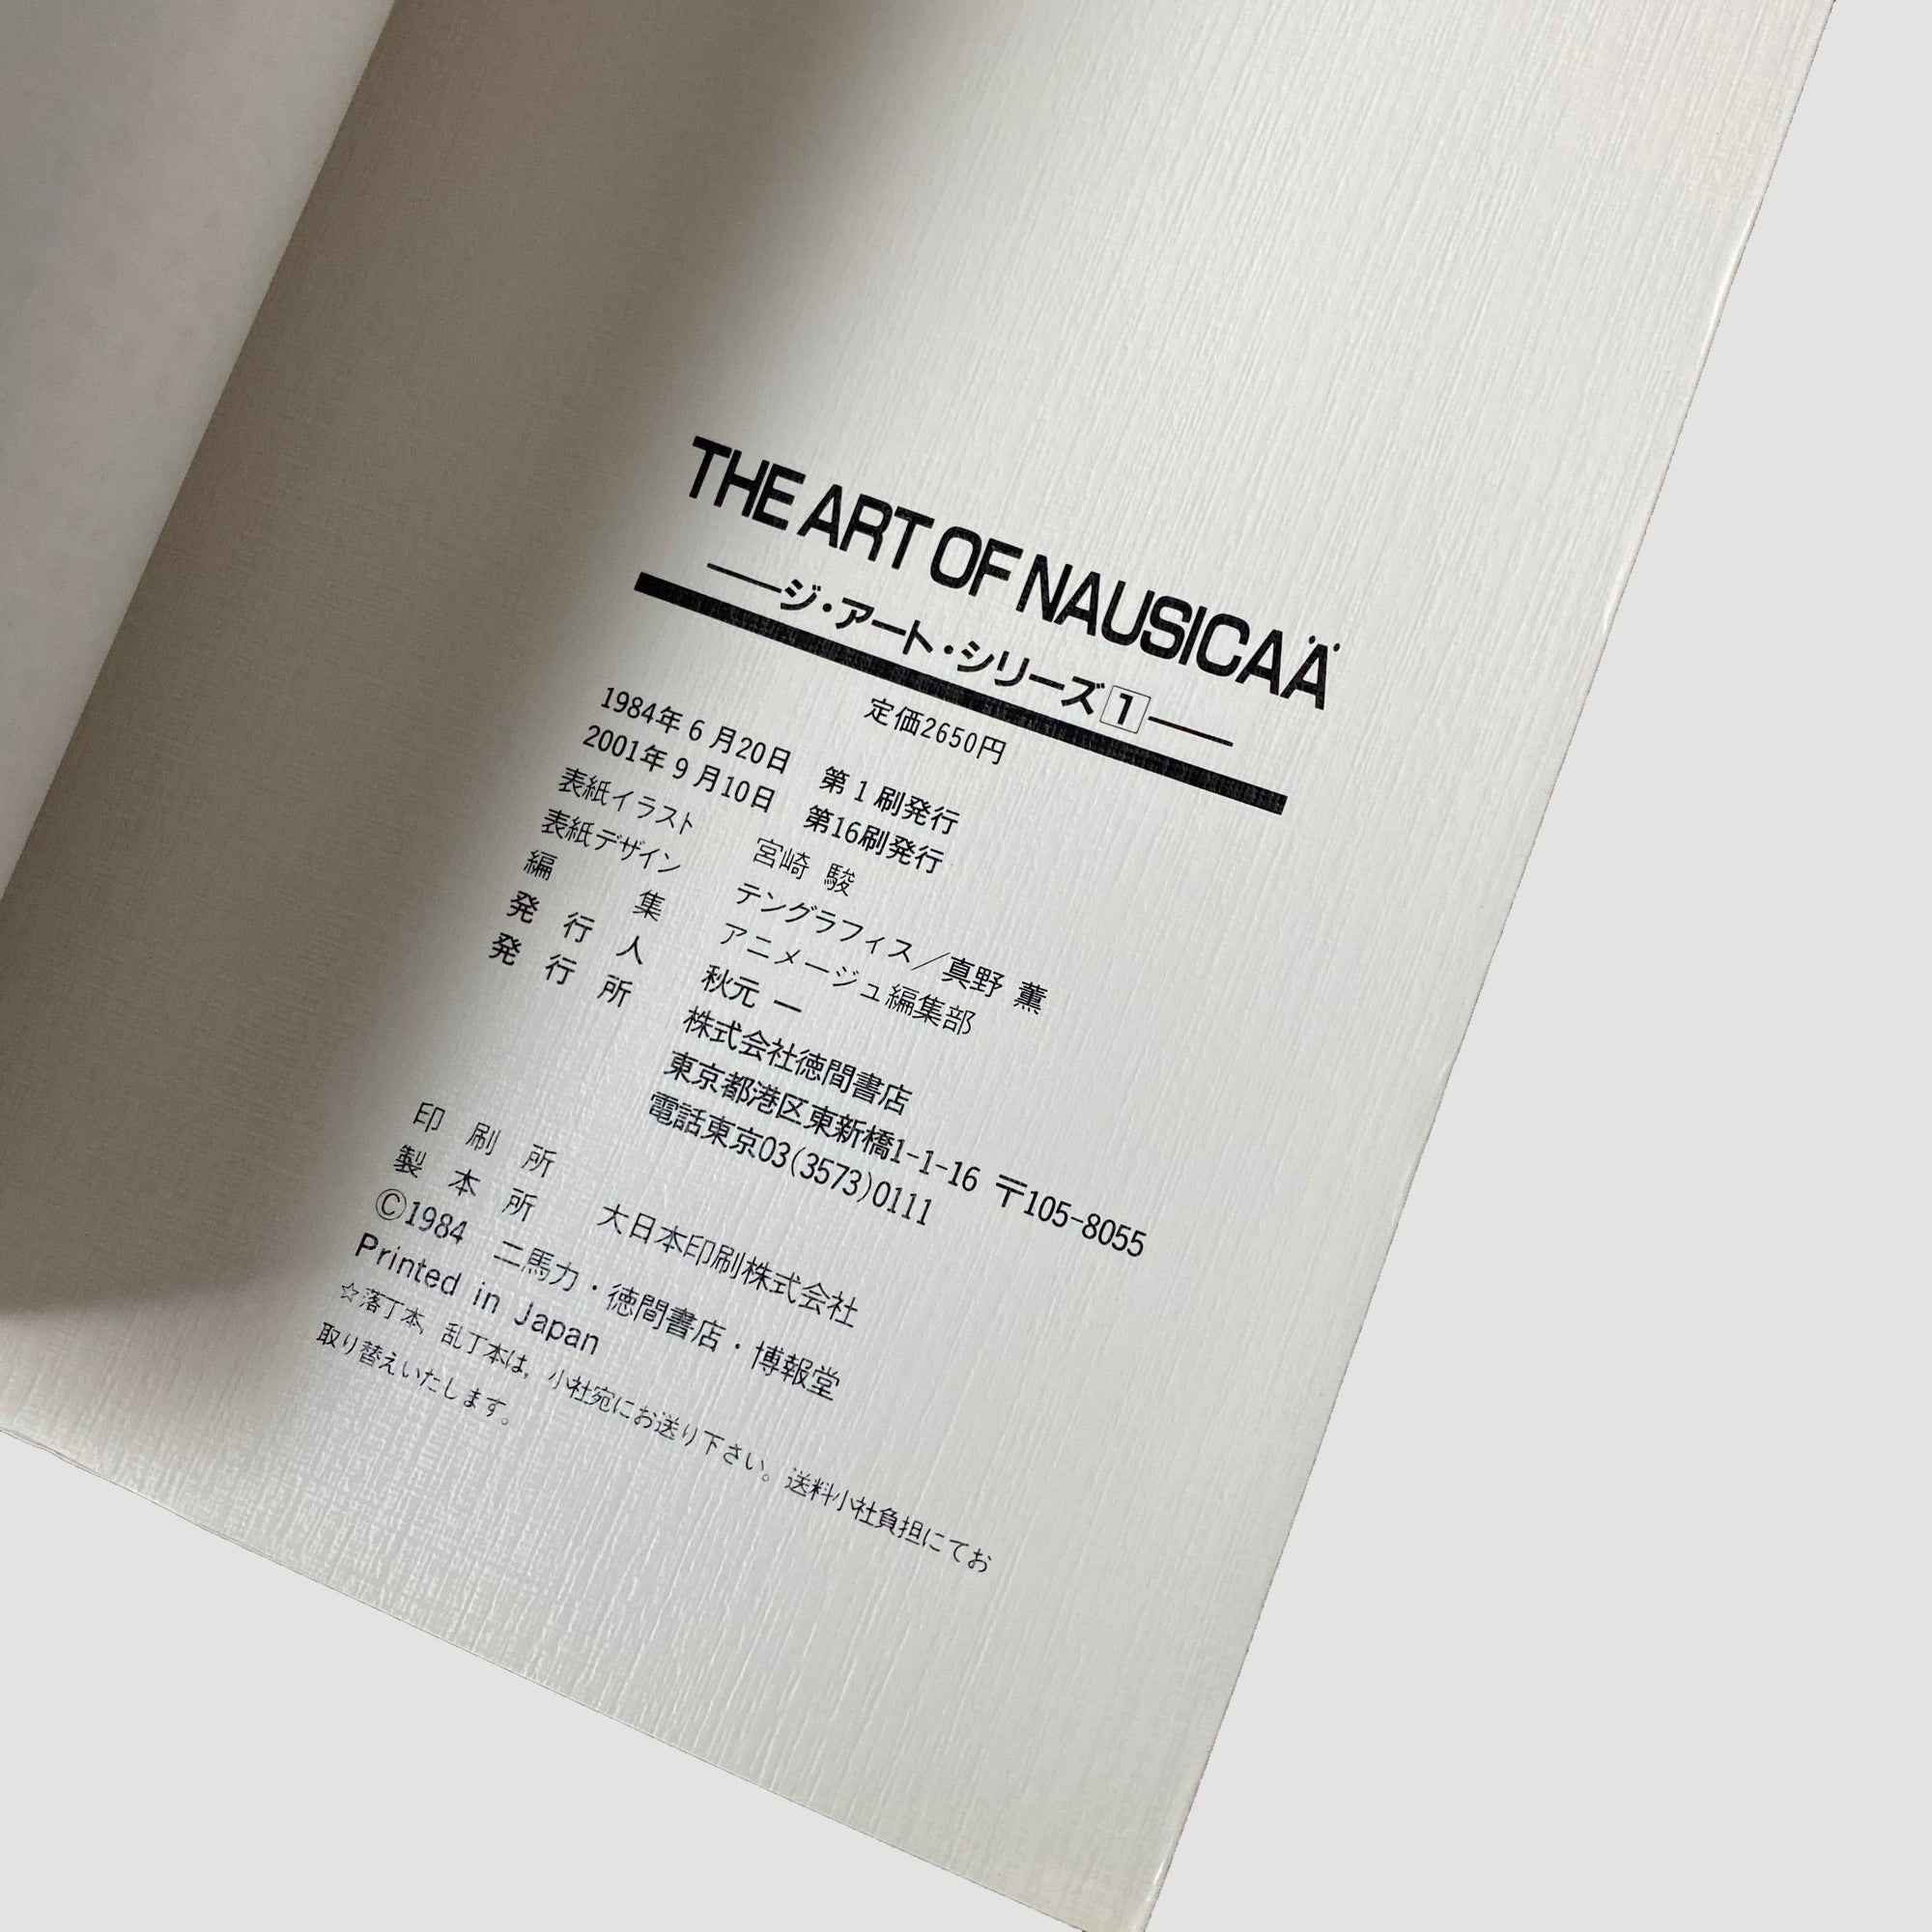 THE ART OF NAUSICAÄ
――ジ・アート・シリーズ1――
定価2650円
1984年6月20日 第1刷発行
2001年9月10日 第16刷発行
表紙イラスト 宮崎 駿
表紙デザイン テングラフィス／真野 薫
編集 アニメージュ編集部
発行人 秋元 一
発行所 株式会社徳間書店
東京都港区東新橋1-1-16 〒105-8055
電話東京03(3573)0111
印刷所
製本所 大日本印刷株式会社
©1984 二馬力・徳間書店・博報堂
Printed in Japan
☆落丁本，乱丁本は，小社宛にお送り下さい。送料小社負担にてお
取り替えいたします。